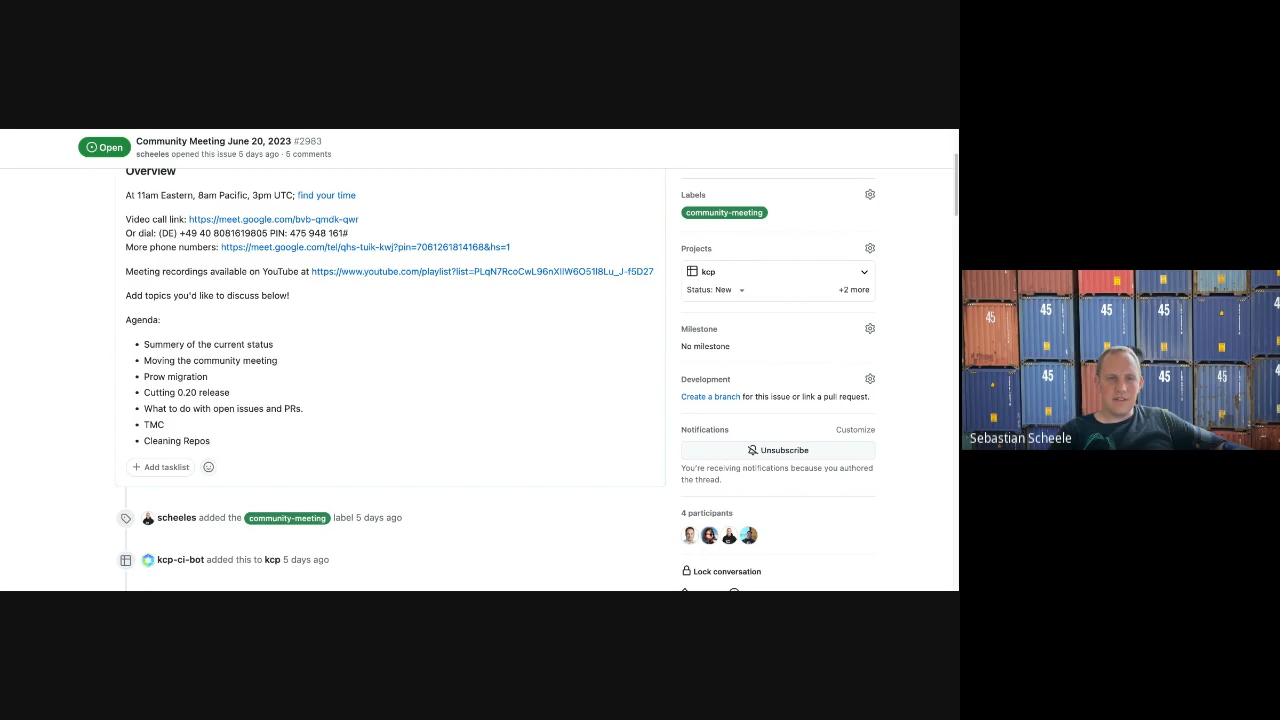 Open
Community Meeting June 20, 2023 #2983
scheeles opened this issue 5 days ago · 5 comments
Overview
At 11am Eastern, 8am Pacific, 3pm UTC; find your time
Video call link: https://meet.google.com/bvb-qmdk-qwr
Or dial: (DE) +49 40 8081619805 PIN: 475 948 161#
More phone numbers: https://meet.google.com/tel/qhs-tuik-kwj?pin=7061261814168&hs=1
Meeting recordings available on YouTube at https://www.youtube.com/playlist?list=PLqN7RcoCwL96nXIIW6O51I8Lu_J-f5D27
Add topics you'd like to discuss below!
Agenda:
• Summery of the current status
• Moving the community meeting
• Prow migration
• Cutting 0.20 release
• What to do with open issues and PRs.
• TMC
• Cleaning Repos
Add tasklist
scheeles added the community-meeting label 5 days ago
kcp-ci-bot added this to kcp 5 days ago
Labels
community-meeting
Projects
kcp
Status: New
+2 more
Milestone
No milestone
Development
Create a branch for this issue or link a pull request.
Notifications
Customize
Unsubscribe
You're receiving notifications because you authored
the thread.
4 participants
Lock conversation
45
45
45
45
45
45
45
45
Sebastian Scheele